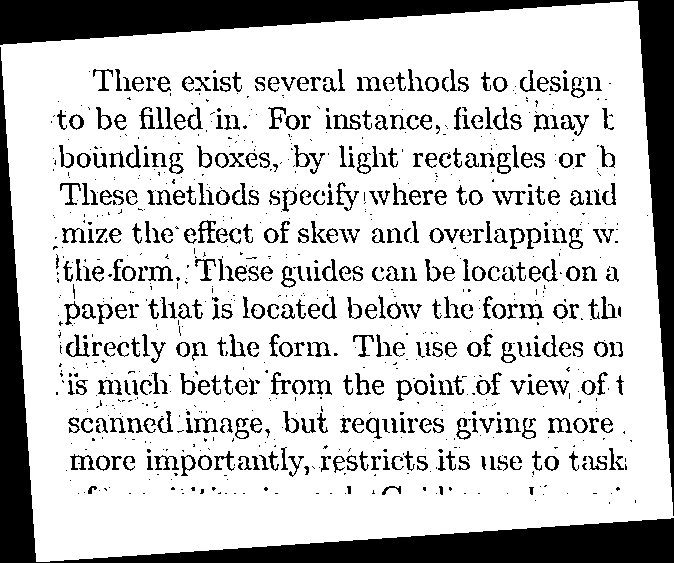 There exist several methods to design
to be filled in. For instance, fields may
bounding boxes, by light rectangles or
These methods specify where to write and
mize the effect of skew and overlapping
the form. These guides can be located on a
paper that is located below the form or
directly on the form. The use of guides on
is much better from the point of view of
scanned image, but requires giving more
more importantly, restricts its use to